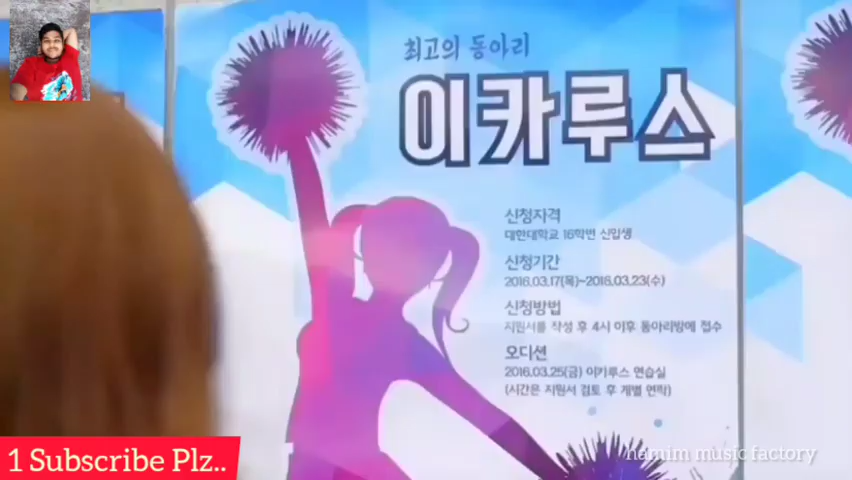 최고의 동아리
이카루스
신청자격
대한대학교 16학번 신입생
신청기간
2016.03.17(목)~2016.03.23(수)
신청방법
지원서를 작성 후 4시 이후 동아리방에 접수
오디션
2016.03.25(금) 이카루스 연습실
(시간은 지원서 검토 후 개별 연락)
1 Subscribe Plz..
hamim music factory